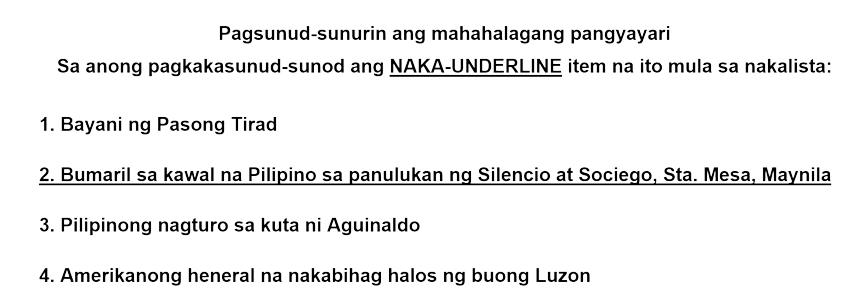 Pagsunud-sunurin ang mahahalagang pangyayari
Sa anong pagkakasunud-sunod ang NAKA-UNDERLINE item na ito mula sa nakalista:
1. Bayani ng Pasong Tirad
2. Bumaril sa kawal na Pilipino sa panulukan ng Silencio at Sociego, Sta. Mesa, Maynila
3. Pilipinong nagturo sa kuta ni Aguinaldo
4. Amerikanong heneral na nakabihag halos ng buong Luzon